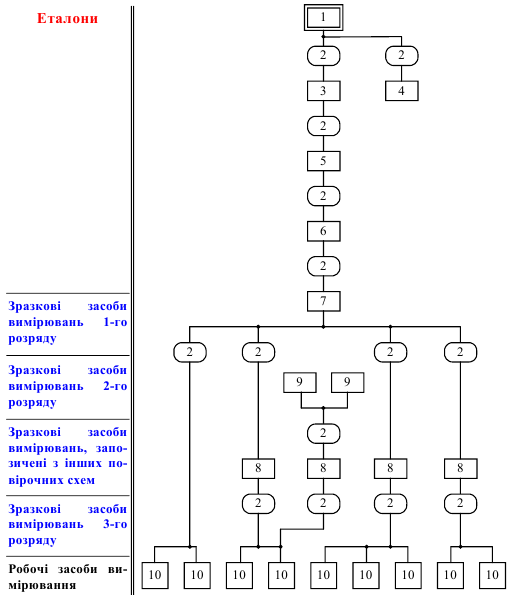 Еталони
1
2 2
3 4
2
5
2
6
2
7
Зразкові засоби
вимірювань 1-го
розряду
2 2 2 2
Зразкові засоби
вимірювань 2-го
розряду
9 9
2
Зразкові засоби
вимірювань, запо-
зичені з інших по-
вірочних схем
8 8 8 8
Зразкові засоби
вимірювань 3-го
розряду
2 2 2 2
Робочі засоби ви-
мірювання
10 10 10 10 10 10 10 10 10